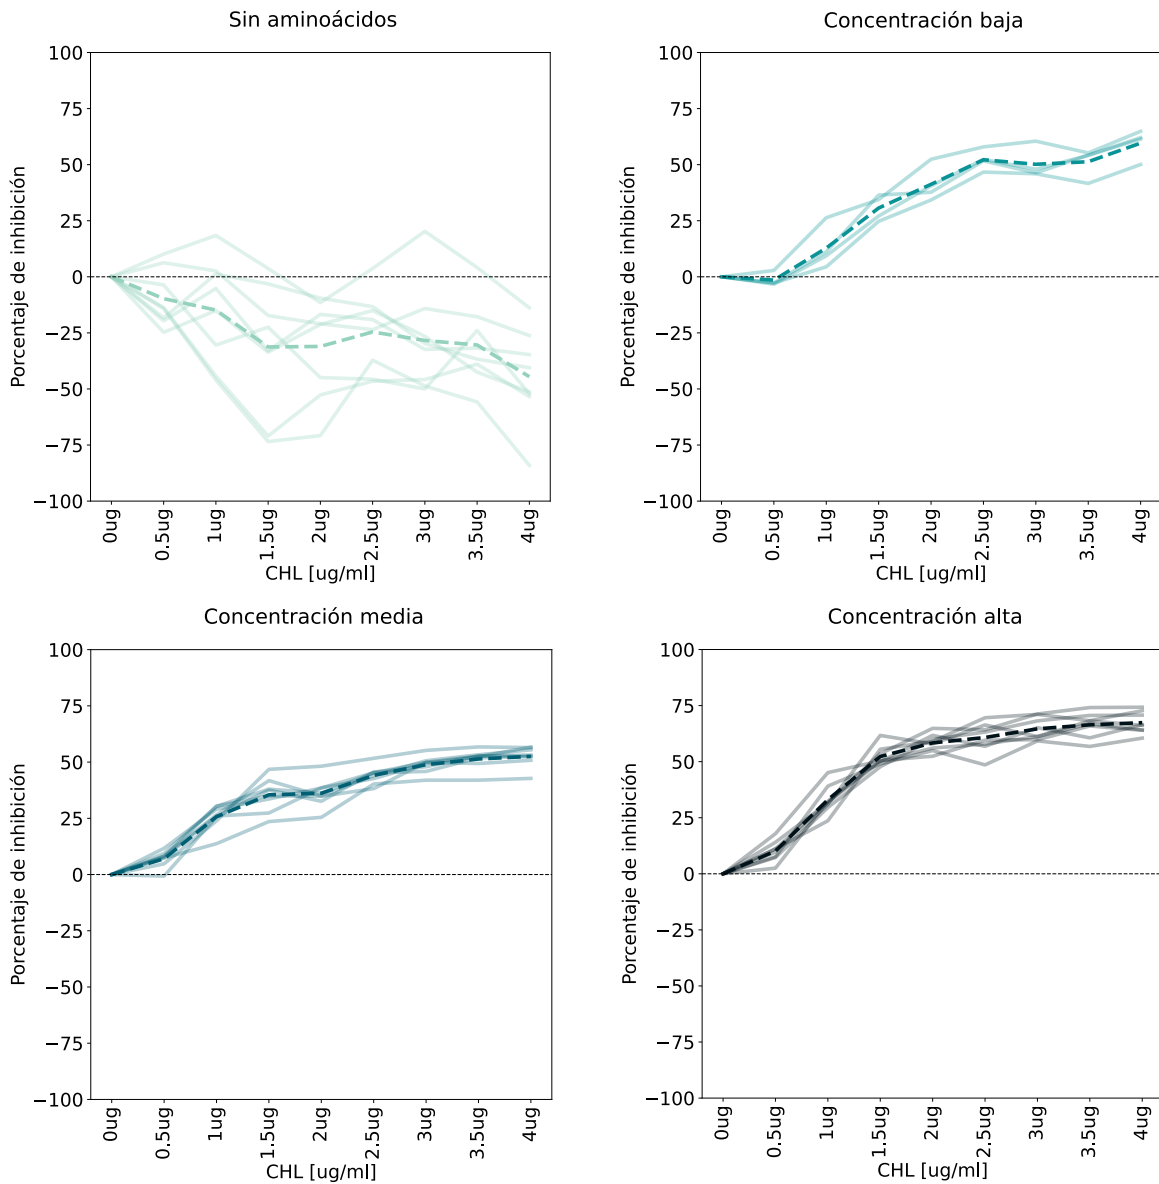 Sin aminoácidos
100
75
50
25
0
−25
−50
−75
−100
Porcentaje de inhibición
0ug
0.5ug
1ug
1.5ug
2ug
2.5ug
3ug
3.5ug
4ug
CHL [ug/ml]
Concentración baja
100
75
50
25
0
−25
−50
−75
−100
Porcentaje de inhibición
0ug
0.5ug
1ug
1.5ug
2ug
2.5ug
3ug
3.5ug
4ug
CHL [ug/ml]
Concentración media
100
75
50
25
0
−25
−50
−75
−100
Porcentaje de inhibición
0ug
0.5ug
1ug
1.5ug
2ug
2.5ug
3ug
3.5ug
4ug
CHL [ug/ml]
Concentración alta
100
75
50
25
0
−25
−50
−75
−100
Porcentaje de inhibición
0ug
0.5ug
1ug
1.5ug
2ug
2.5ug
3ug
3.5ug
4ug
CHL [ug/ml]